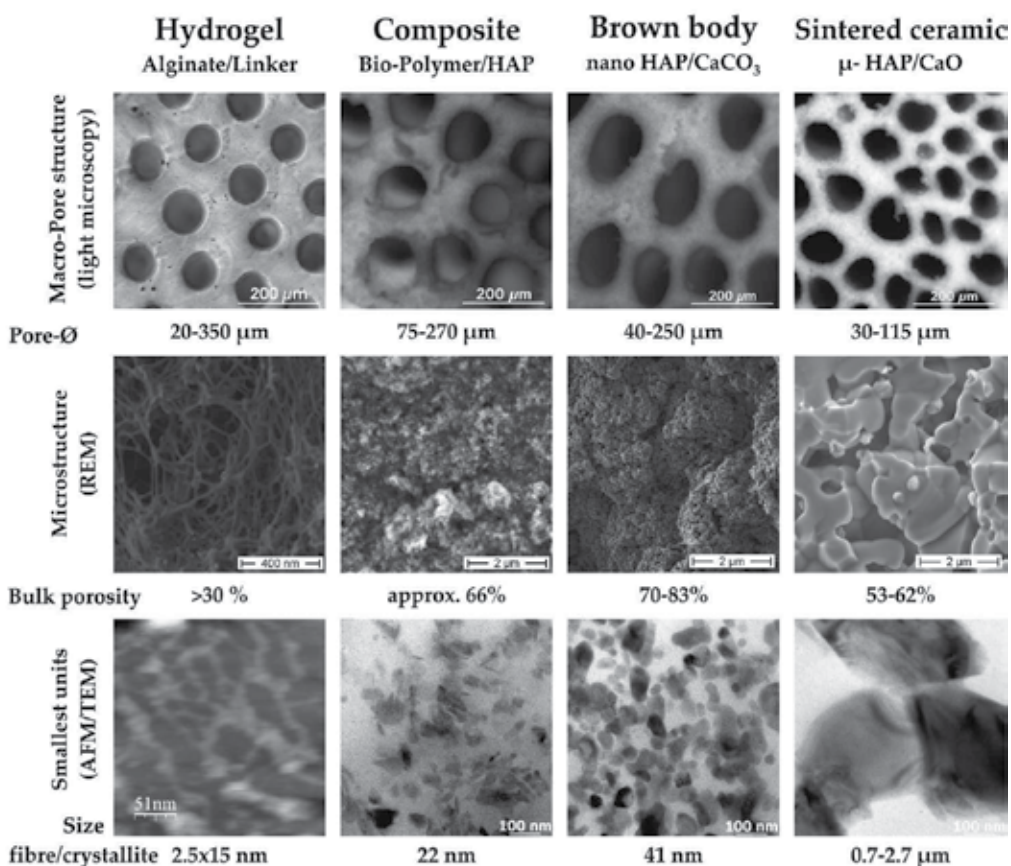 Hydrogel Composite Brown body Sintered ceramic
Alginate/Linker Bio-Polymer/HAP nano HAP/CaCO₃ μ- HAP/CaO
Macro-Pore structure
(light microscopy)
200 μm 200 μm 200 μm 200 μm
Pore-Ø 20-350 μm 75-270 μm 40-250 μm 30-115 μm
Microstructure
(REM)
400 nm 2 μm 2 μm 2 μm
Bulk porosity >30 % approx. 66% 70-83% 53-62%
Smallest units
(AFM/TEM)
51nm 100 nm 100 nm 100 nm
Size
fibre/crystallite 2.5x15 nm 22 nm 41 nm 0.7-2.7 μm